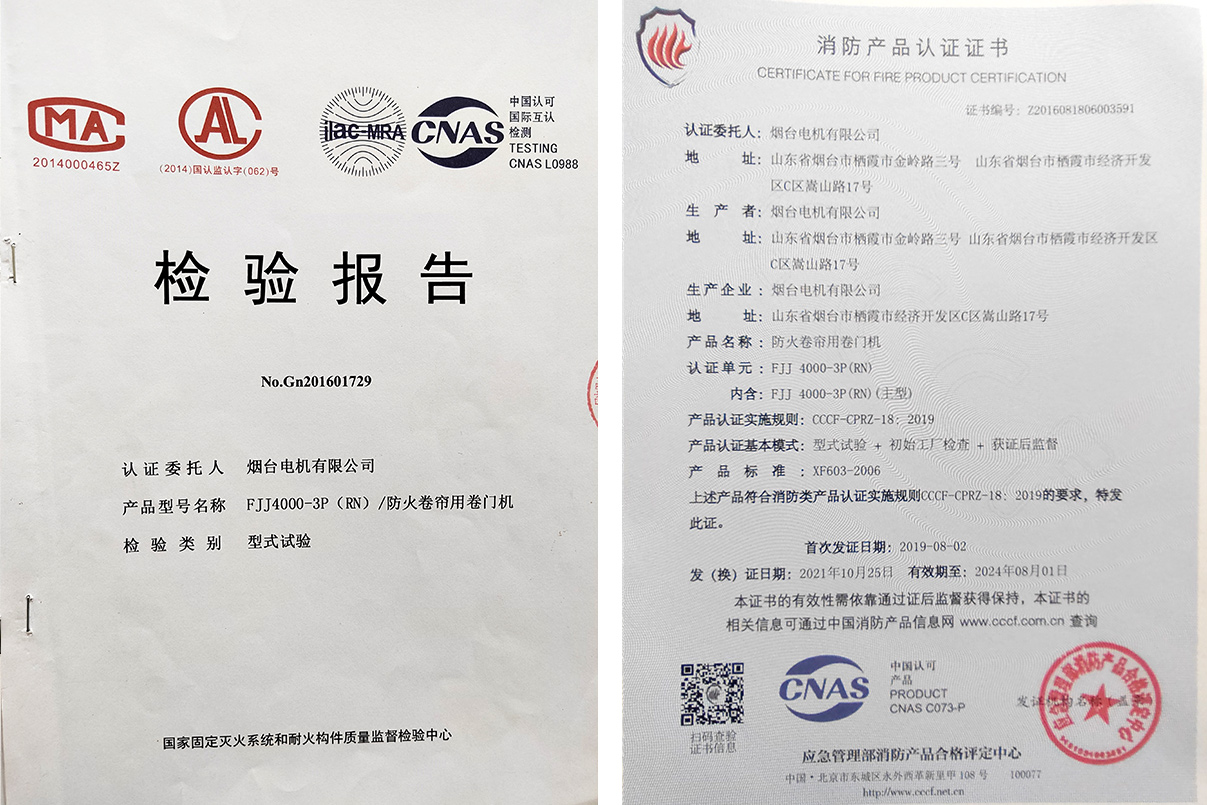 CMA
2014000465Z
AL
(2014)国认监认字(062)号
ilac-MRA
CNAS
中国认可
国际互认
检测
TESTING
CNAS L0988
检验报告
No.Gn201601729
认证委托人 烟台电机有限公司
产品型号名称 FJJ4000-3P（RN）/防火卷帘用卷门机
检验类别 型式试验
国家固定灭火系统和耐火构件质量监督检验中心
消防产品认证证书
CERTIFICATE FOR FIRE PRODUCT CERTIFICATION
证书编号: Z2016081806003591
认证委托人: 烟台电机有限公司
地 址: 山东省烟台市栖霞市金岭路三号 山东省烟台市栖霞市经济开发
区C区嵩山路17号
生 产 者: 烟台电机有限公司
地 址: 山东省烟台市栖霞市金岭路三号 山东省烟台市栖霞市经济开发区
C区嵩山路17号
生产企业: 烟台电机有限公司
地 址: 山东省烟台市栖霞市经济开发区C区嵩山路17号
产品名称: 防火卷帘用卷门机
认证单元: FJJ 4000-3P(RN)
内含: FJJ 4000-3P(RN)(主型)
产品认证实施规则: CCCF-CPRZ-18: 2019
产品认证基本模式: 型式试验 + 初始工厂检查 + 获证后监督
产品标准: XF603-2006
上述产品符合消防类产品认证实施规则CCCF-CPRZ-18: 2019的要求，特发
此证。
首次发证日期: 2019-08-02
发（换）证日期: 2021年10月25日 有效期至: 2024年08月01日
本证书的有效性需依靠通过证后监督获得保持，本证书的
相关信息可通过中国消防产品信息网 www.cccf.com.cn 查询
扫码查验
证书信息
CNAS
中国认可
产品
PRODUCT
CNAS C073-P
发证机构名称（盖章）
应急管理部消防产品合格评定中心
应急管理部消防产品合格评定中心
中国·北京市东城区永外西革新里甲 108 号 100077
http://www.cccf.net.cn